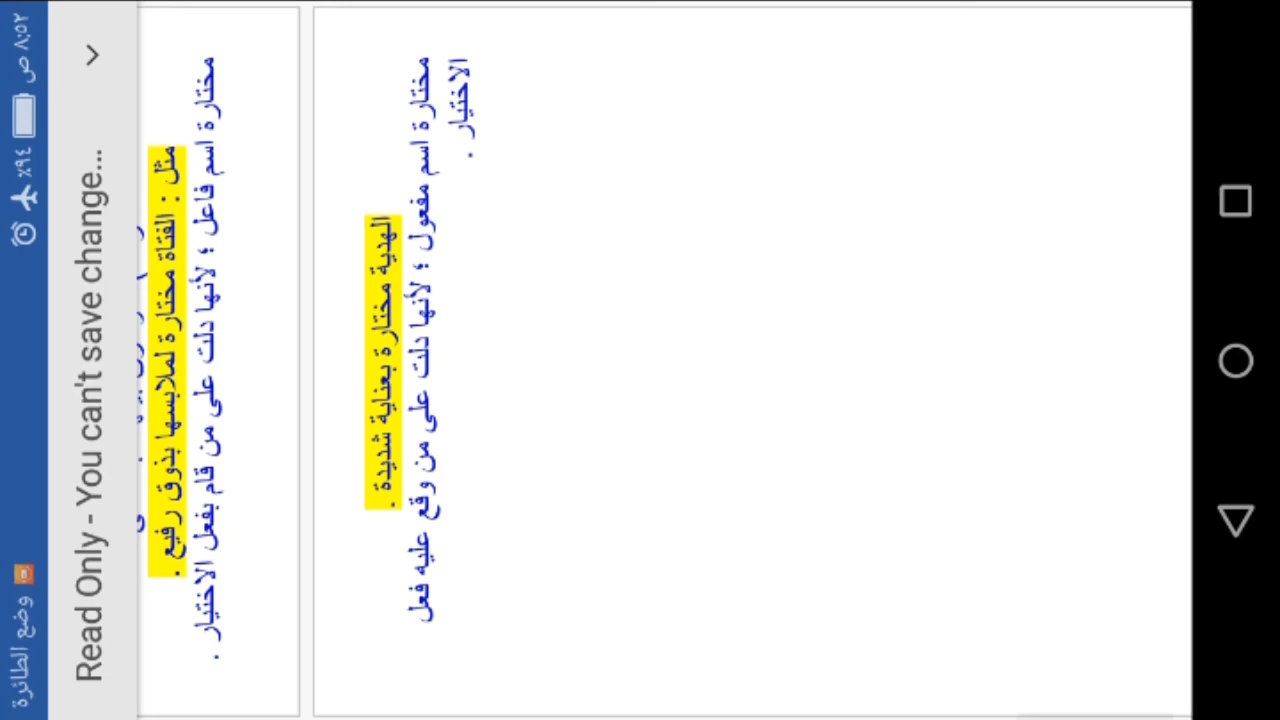 وضع الطائرة
٪٩٤
٨:٥٢ ص
Read Only - You can't save change...
مثل : الفتاة مختارة لملابسها بذوق رفيع .
مختارة اسم فاعل ؛ لأنها دلت على من قام بفعل الاختيار .
الهدية مختارة بعناية شديدة .
مختارة اسم مفعول ؛ لأنها دلت على من وقع عليه فعل
الاختيار .